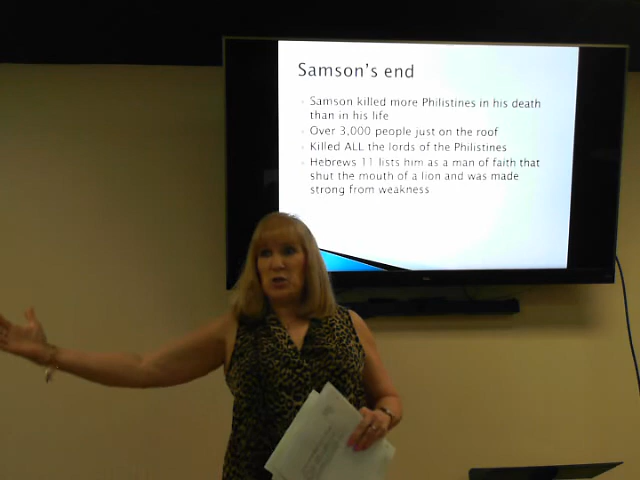 Samson's end
Samson killed more Philistines in his death
than in his life
Over 3,000 people just on the roof
Killed ALL the lords of the Philistines
Hebrews 11 lists him as a man of faith that
shut the mouth of a lion and was made
strong from weakness